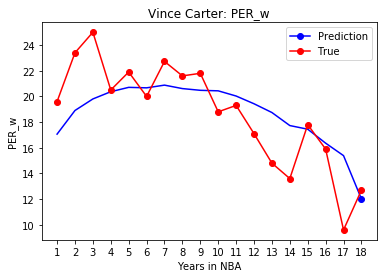 Vince Carter: PER_w
Prediction
True
PER_w
24
22
20
18
16
14
12
10
1 2 3 4 5 6 7 8 9 10 11 12 13 14 15 16 17 18
Years in NBA